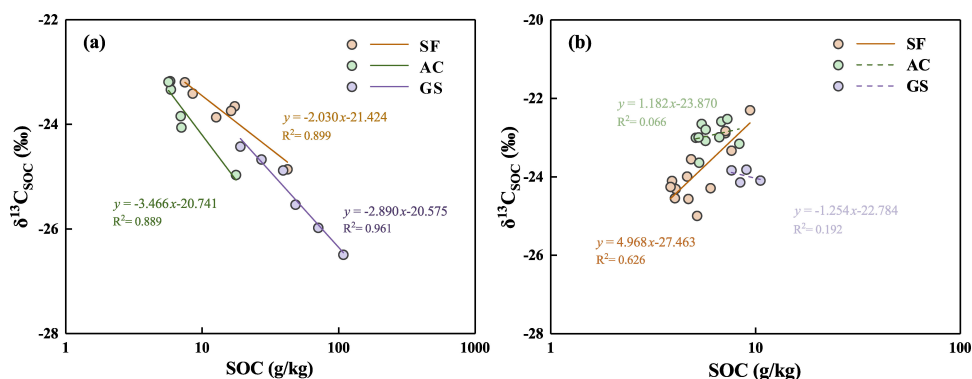 (a)
SF
AC
GS
y = -2.030x-21.424
R²= 0.899
y = -3.466x-20.741
R²= 0.889
y = -2.890x-20.575
R²= 0.961
-22
-24
-26
-28
δ¹³C_SOC (‰)
1
10
100
1000
SOC (g/kg)
(b)
SF
AC
GS
y = 1.182x-23.870
R²= 0.066
y = -1.254x-22.784
R²= 0.192
y = 4.968x-27.463
R²= 0.626
-20
-22
-24
-26
-28
δ¹³C_SOC (‰)
1
10
100
SOC (g/kg)